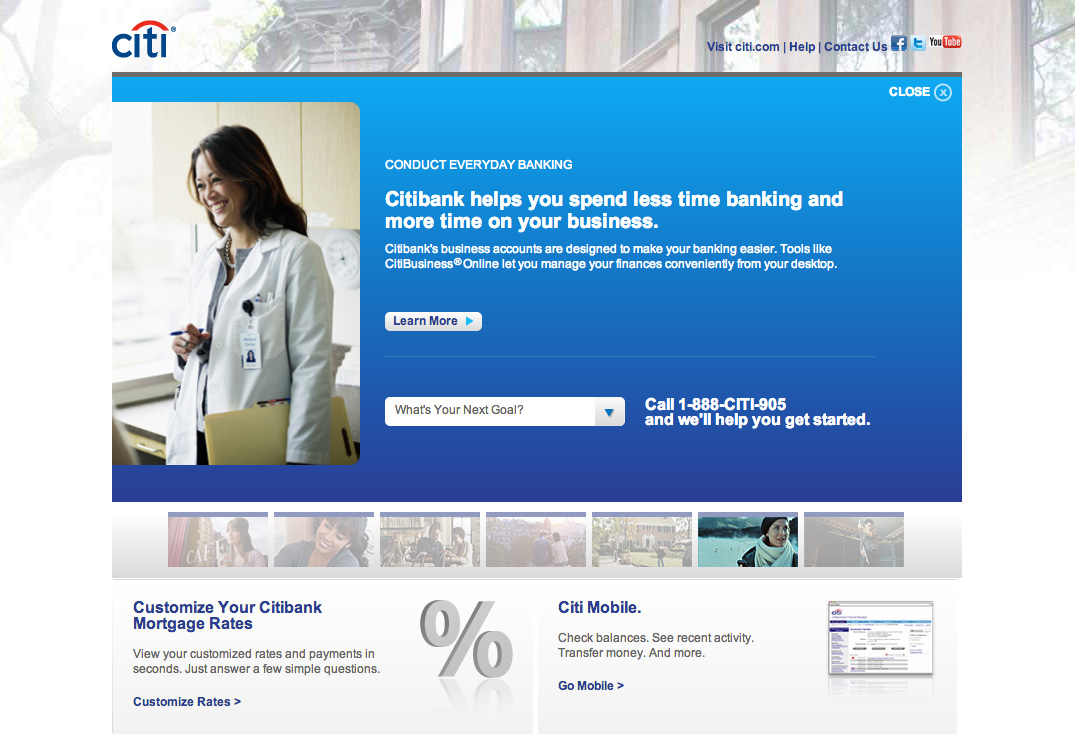 citi®
Visit citi.com | Help | Contact Us f t You Tube
CLOSE x
CONDUCT EVERYDAY BANKING
Citibank helps you spend less time banking and
more time on your business.
Citibank's business accounts are designed to make your banking easier. Tools like
CitiBusiness® Online let you manage your finances conveniently from your desktop.
Learn More
What's Your Next Goal?
Call 1-888-CITI-905
and we'll help you get started.
Customize Your Citibank
Mortgage Rates
View your customized rates and payments in
seconds. Just answer a few simple questions.
Customize Rates >
%
Citi Mobile.
Check balances. See recent activity.
Transfer money. And more.
Go Mobile >
citi